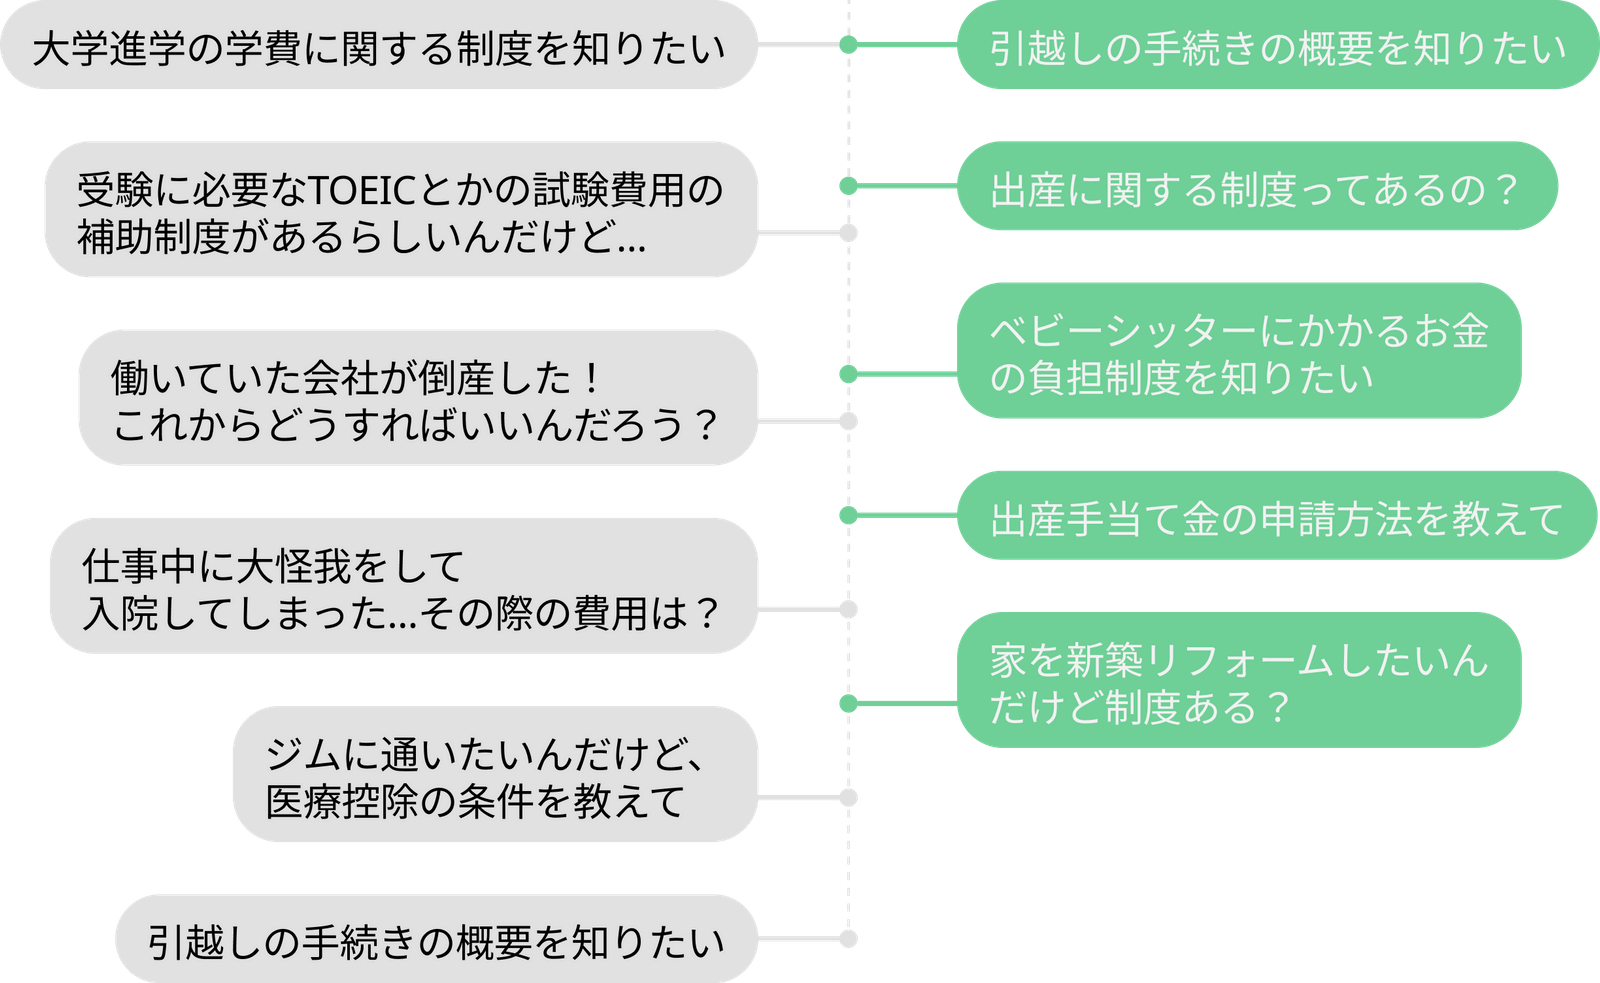 大学進学の学費に関する制度を知りたい
受験に必要なTOEICとかの試験費用の
補助制度があるらしいんだけど...
働いていた会社が倒産した！
これからどうすればいいんだろう？
仕事中に大怪我をして
入院してしまった...その際の費用は？
ジムに通いたいんだけど、
医療控除の条件を教えて
引越しの手続きの概要を知りたい
引越しの手続きの概要を知りたい
出産に関する制度ってあるの？
ベビーシッターにかかるお金
の負担制度を知りたい
出産手当て金の申請方法を教えて
家を新築リフォームしたいん
だけど制度ある？